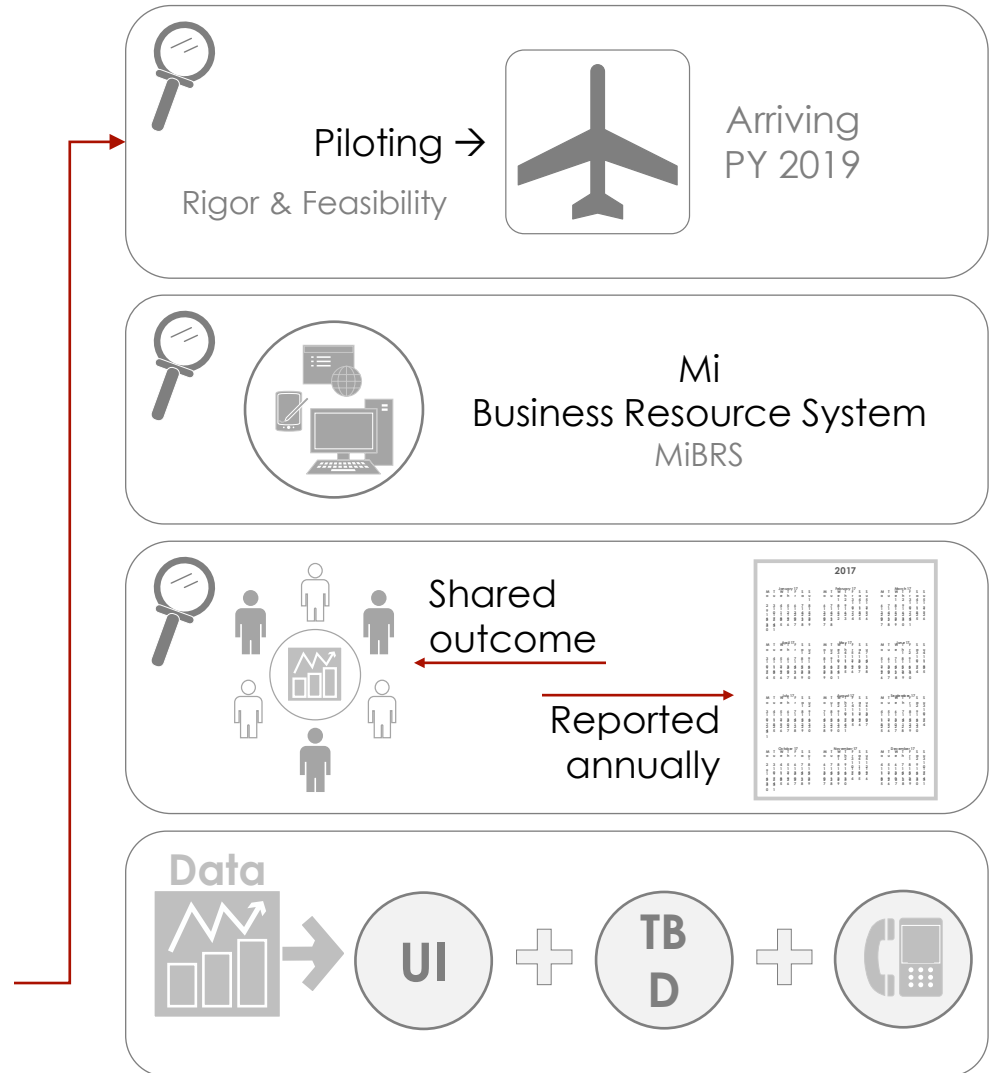 Piloting →
Rigor & Feasibility
Arriving
PY 2019
Mi
Business Resource System
MiBRS
Shared
outcome
Reported
annually
2017
Data
UI
TB
D